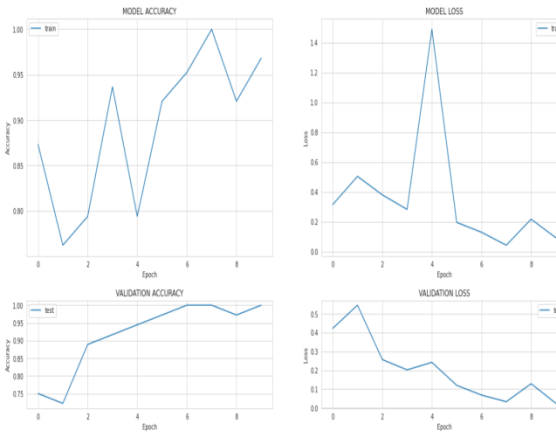 MODEL ACCURACY
train
1.00
0.95
0.90
0.85
0.80
Accuracy
0 2 4 6 8
Epoch
MODEL LOSS
1.4
1.2
1.0
0.8
0.6
0.4
0.2
0.0
Loss
0 2 4 6 8
Epoch
VALIDATION ACCURACY
test
1.00
0.95
0.90
0.85
0.80
0.75
Accuracy
0 2 4 6 8
Epoch
VALIDATION LOSS
0.5
0.4
0.3
0.2
0.1
0.0
Loss
0 2 4 6 8
Epoch